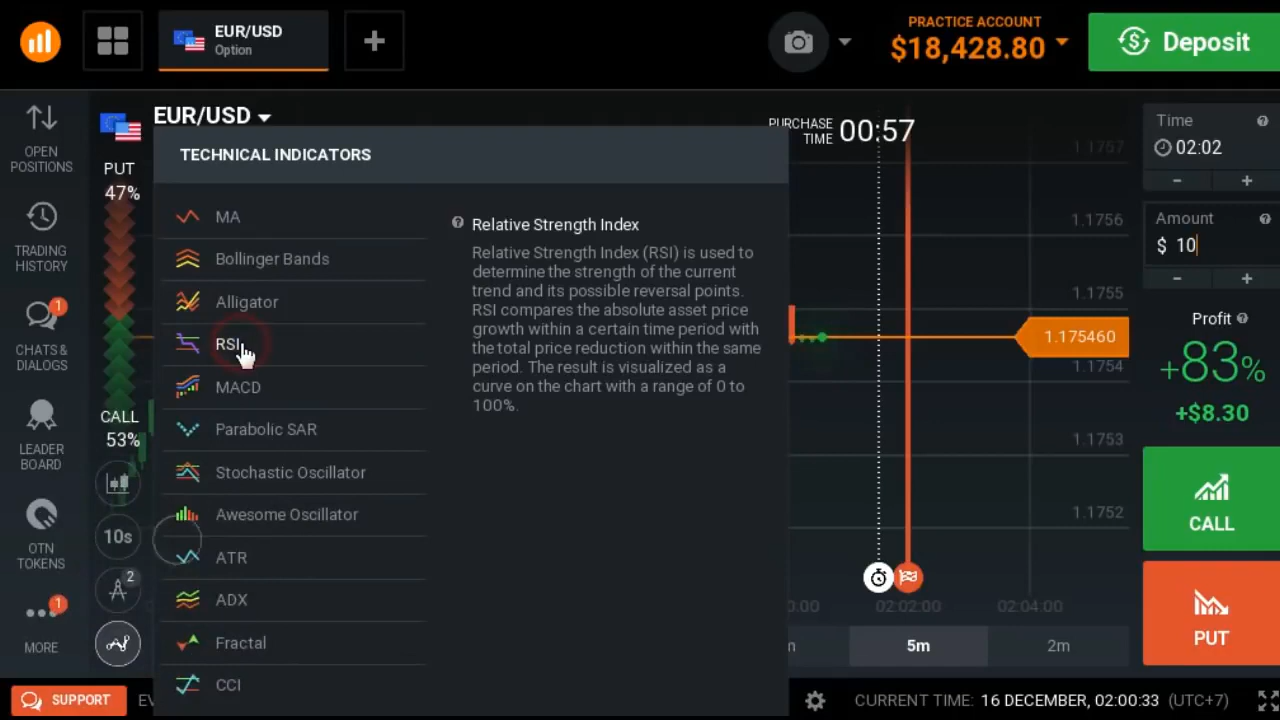 EUR/USD
Option
+
PRACTICE ACCOUNT
$18,428.80
Deposit
OPEN
POSITIONS
TRADING
HISTORY
1
CHATS &
DIALOGS
LEADER
BOARD
OTN
TOKENS
1
MORE
SUPPORT
EUR/USD
PUT
47%
CALL
53%
10s
2
TECHNICAL INDICATORS
MA
Bollinger Bands
Alligator
RSI
MACD
Parabolic SAR
Stochastic Oscillator
Awesome Oscillator
ATR
ADX
Fractal
CCI
Relative Strength Index
Relative Strength Index (RSI) is used to
determine the strength of the current
trend and its possible reversal points.
RSI compares the absolute asset price
growth within a certain time period with
the total price reduction within the same
period. The result is visualized as a
curve on the chart with a range of 0 to
100%.
PURCHASE
TIME
00:57
1.1757
1.1756
1.1755
1.175460
1.1754
1.1753
1.1752
02:02:00
02:04:00
5m
2m
Time
02:02
-
+
Amount
$ 10
-
+
Profit
+83%
+$8.30
CALL
PUT
CURRENT TIME: 16 DECEMBER, 02:00:33 (UTC+7)